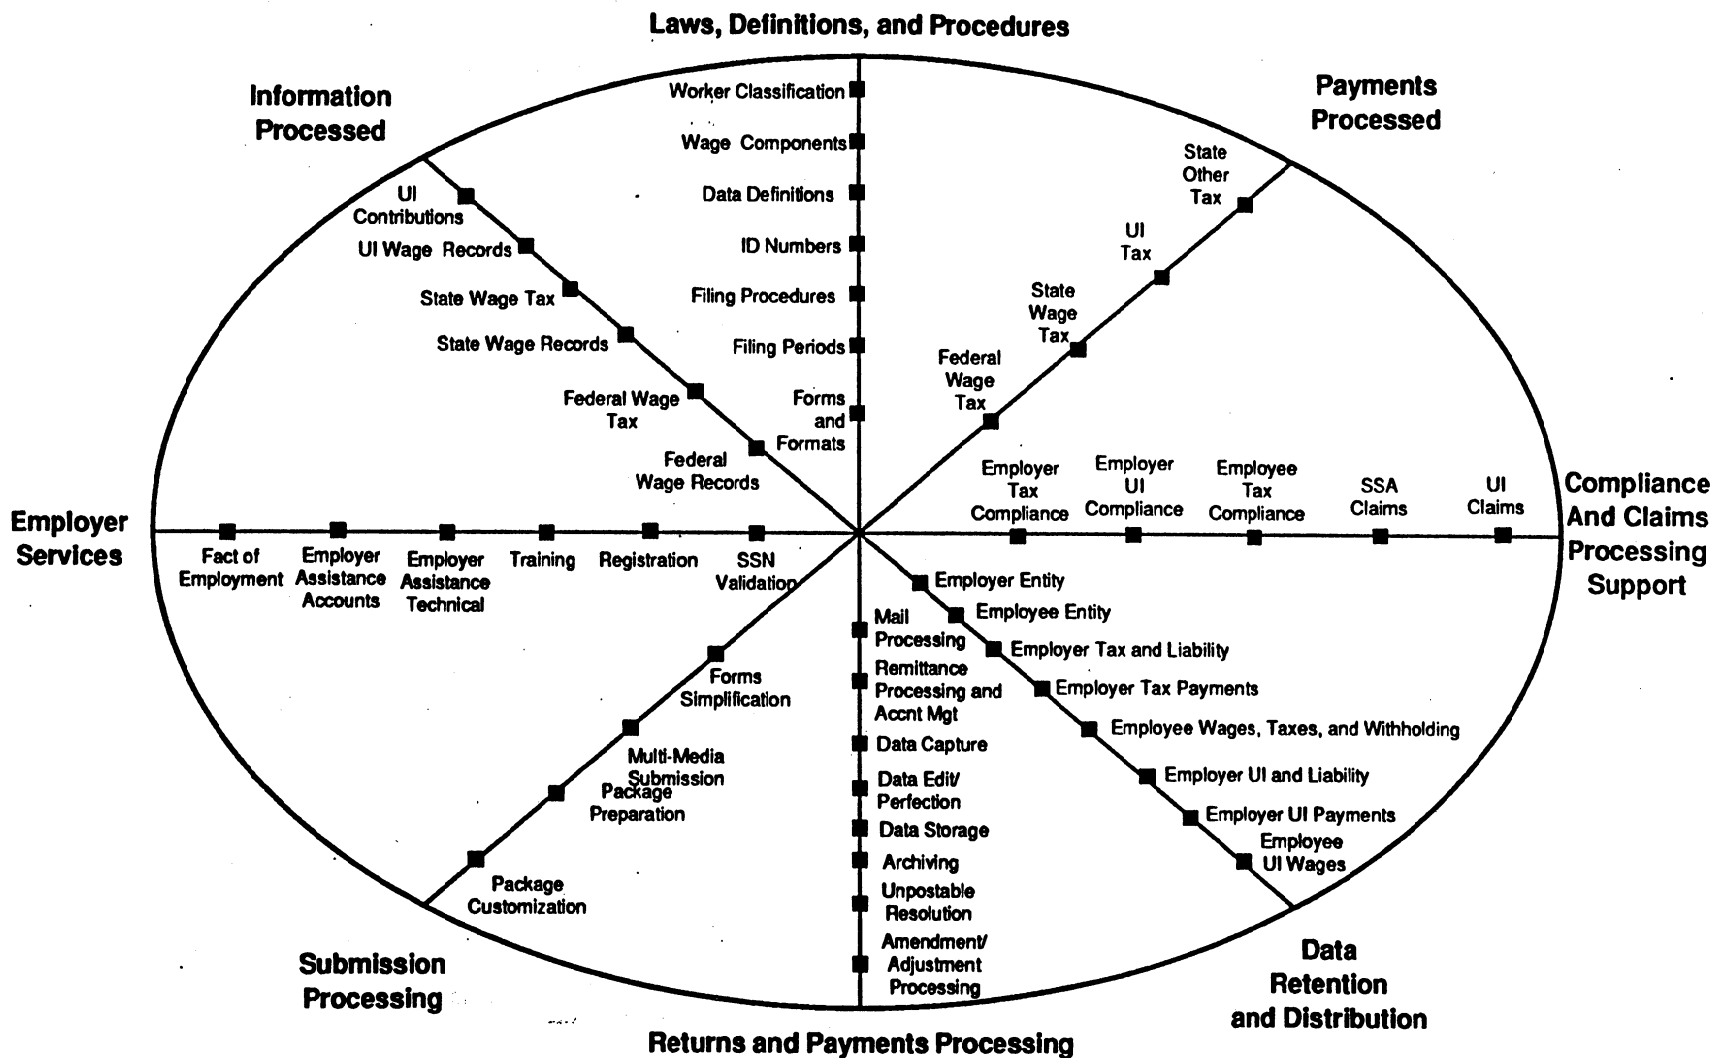 Laws, Definitions, and Procedures
Information
Processed
Payments
Processed
Worker Classification
Wage Components
Data Definitions
ID Numbers
Filing Procedures
Filing Periods
Forms
and
Formats
UI
Contributions
UI Wage Records
State Wage Tax
State Wage Records
Federal Wage
Tax
Federal
Wage Records
State
Other
Tax
UI
Tax
State
Wage
Tax
Federal
Wage
Tax
Employer
Services
Fact of
Employment
Employer
Assistance
Accounts
Employer
Assistance
Technical
Training
Registration
SSN
Validation
Employer
Tax
Compliance
Employer
UI
Compliance
Employee
Tax
Compliance
SSA
Claims
UI
Claims
Compliance
And Claims
Processing
Support
Forms
Simplification
Multi-Media
Submission
Package
Preparation
Package
Customization
Submission
Processing
Mail
Processing
Remittance
Processing and
Accnt Mgt
Data Capture
Data Edit/
Perfection
Data Storage
Archiving
Unpostable
Resolution
Amendment/
Adjustment
Processing
Returns and Payments Processing
Employer Entity
Employee Entity
Employer Tax and Liability
Employer Tax Payments
Employee Wages, Taxes, and Withholding
Employer UI and Liability
Employer UI Payments
Employee
UI Wages
Data
Retention
and Distribution